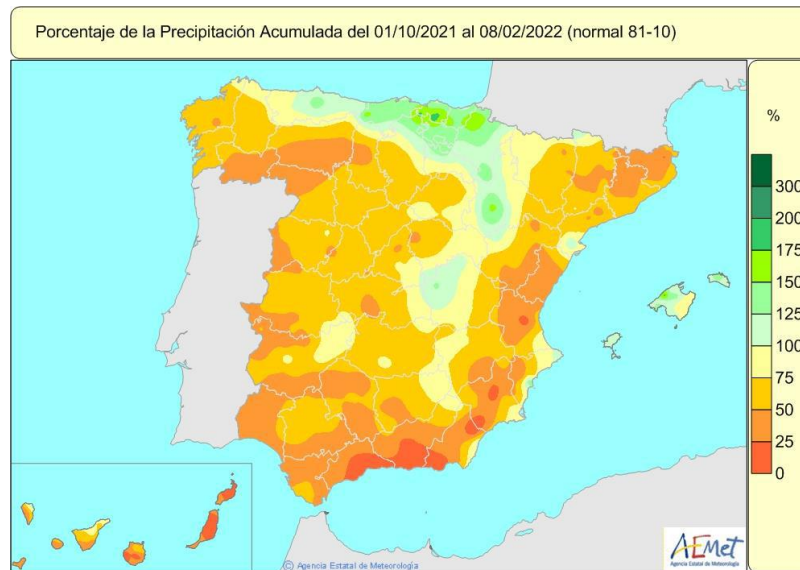 Porcentaje de la Precipitación Acumulada del 01/10/2021 al 08/02/2022 (normal 81-10)
%
300
200
175
150
125
100
75
50
25
0
© Agencia Estatal de Meteorología
AEMet
Agencia Estatal de Meteorología